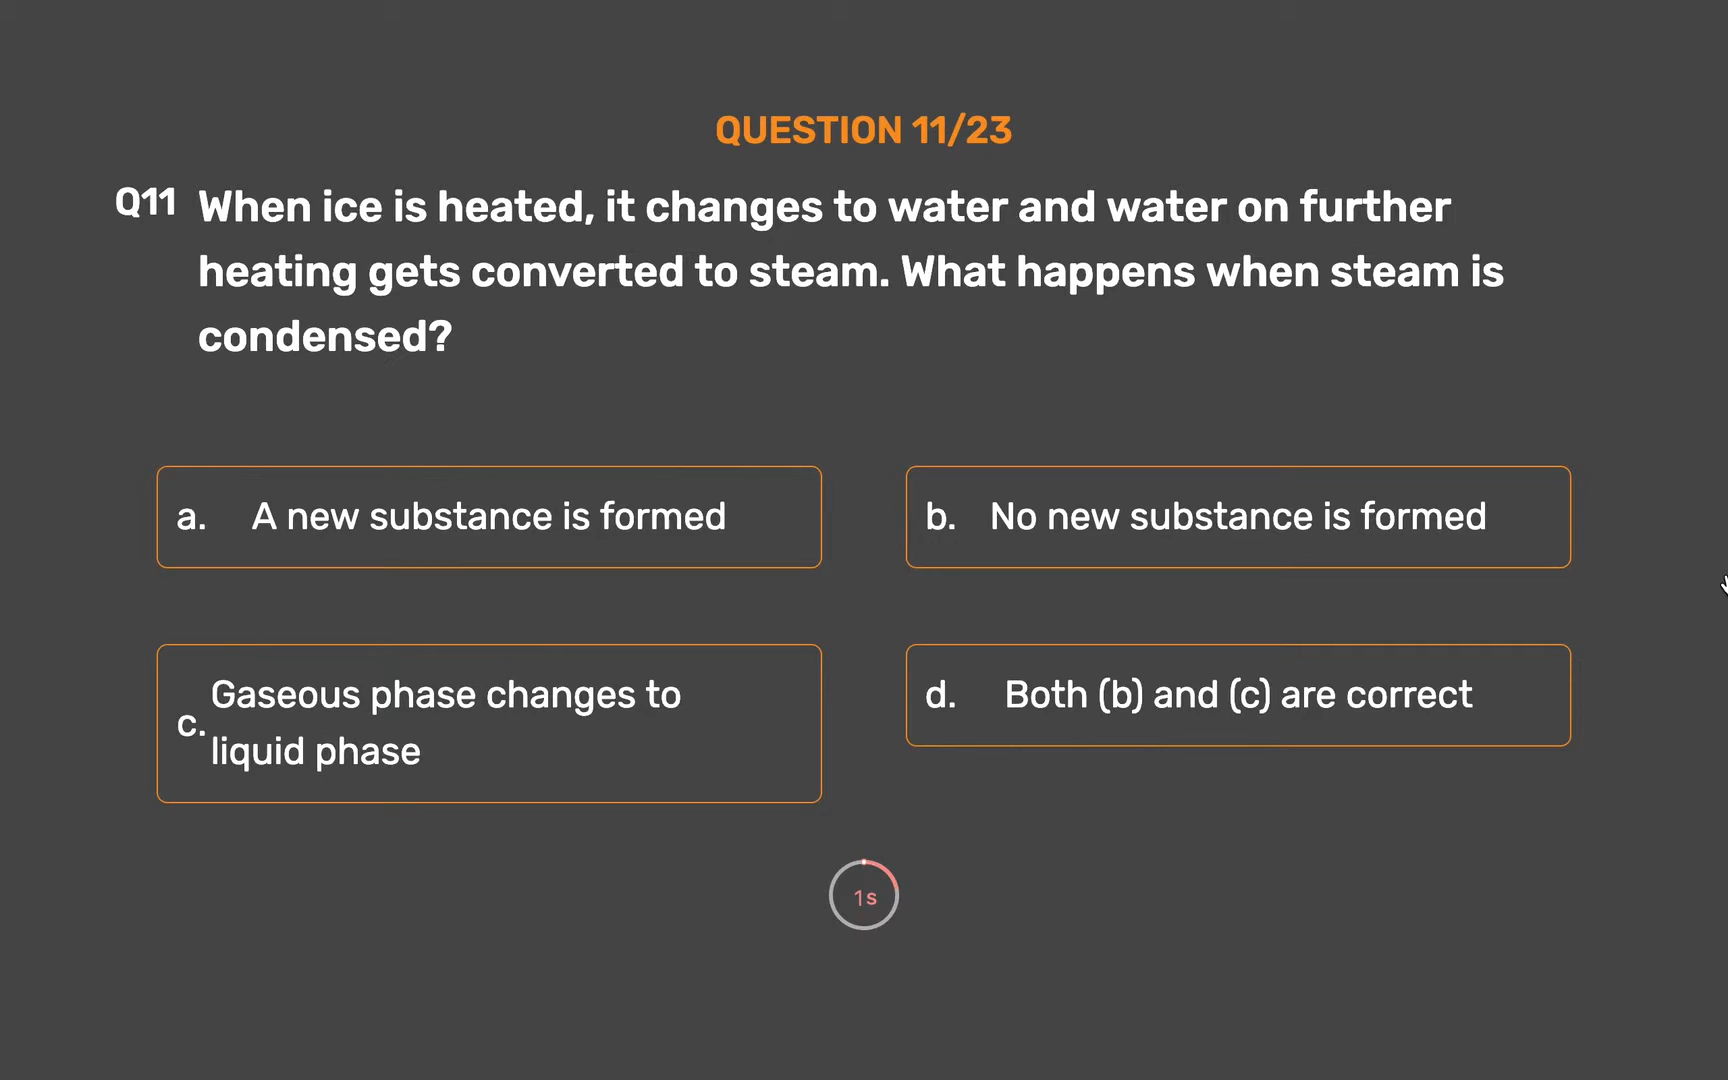 QUESTION 11/23
Q11 When ice is heated, it changes to water and water on further
heating gets converted to steam. What happens when steam is
condensed?
a. A new substance is formed
b. No new substance is formed
c. Gaseous phase changes to
liquid phase
d. Both (b) and (c) are correct
1s